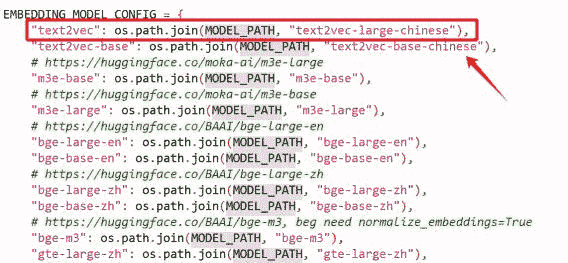 EMBEDDING_MODEL_CONFIG = {
"text2vec": os.path.join(MODEL_PATH, "text2vec-large-chinese"),
"text2vec-base": os.path.join(MODEL_PATH, "text2vec-base-chinese"),
# https://huggingface.co/moka-ai/m3e-large
"m3e-base": os.path.join(MODEL_PATH, "m3e-base"),
# https://huggingface.co/moka-ai/m3e-base
"m3e-large": os.path.join(MODEL_PATH, "m3e-large"),
# https://huggingface.co/BAAI/bge-large-en
"bge-large-en": os.path.join(MODEL_PATH, "bge-large-en"),
"bge-base-en": os.path.join(MODEL_PATH, "bge-base-en"),
# https://huggingface.co/BAAI/bge-large-zh
"bge-large-zh": os.path.join(MODEL_PATH, "bge-large-zh"),
"bge-base-zh": os.path.join(MODEL_PATH, "bge-base-zh"),
# https://huggingface.co/BAAI/bge-m3, beg need normalize_embeddings=True
"bge-m3": os.path.join(MODEL_PATH, "bge-m3"),
"gte-large-zh": os.path.join(MODEL_PATH, "gte-large-zh"),